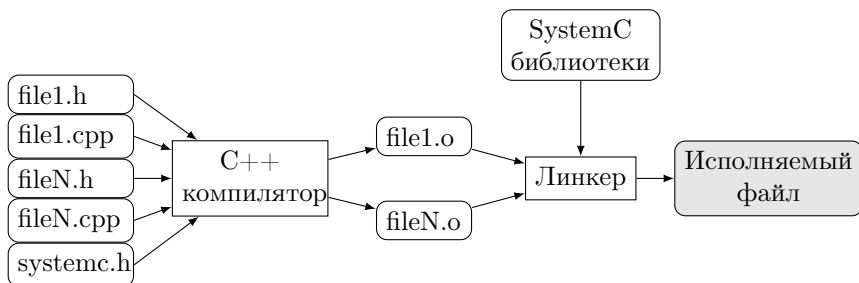 SystemC
библиотеки
file1.h
file1.cpp
fileN.h
fileN.cpp
systemc.h
C++
компилятор
file1.o
fileN.o
Линкер
Исполняемый
файл